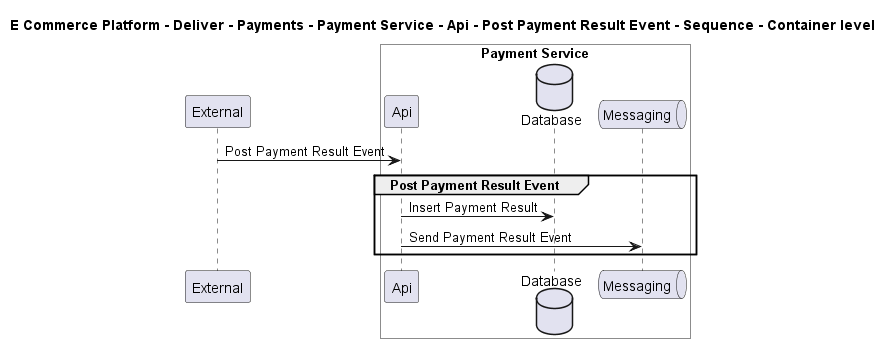 E Commerce Platform - Deliver - Payments - Payment Service - Api - Post Payment Result Event - Sequence - Container level
Payment Service
External
Api
Database
Messaging
Post Payment Result Event
Post Payment Result Event
Insert Payment Result
Send Payment Result Event
External
Api
Database
Messaging